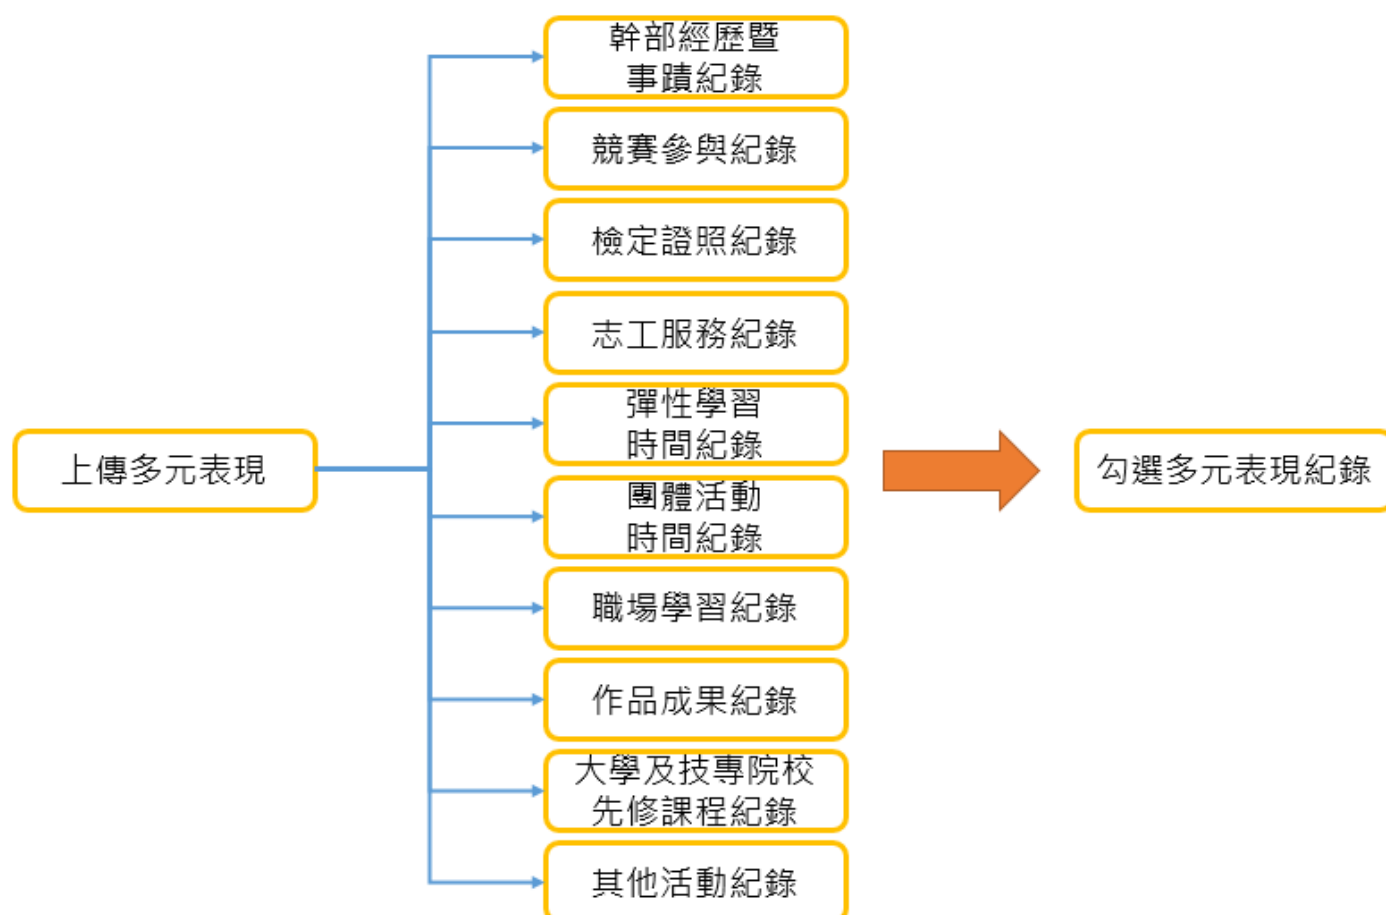 幹部經歷暨
事蹟紀錄
競賽參與紀錄
檢定證照紀錄
志工服務紀錄
彈性學習
時間紀錄
上傳多元表現
勾選多元表現紀錄
團體活動
時間紀錄
職場學習紀錄
作品成果紀錄
大學及技專院校
先修課程紀錄
其他活動紀錄